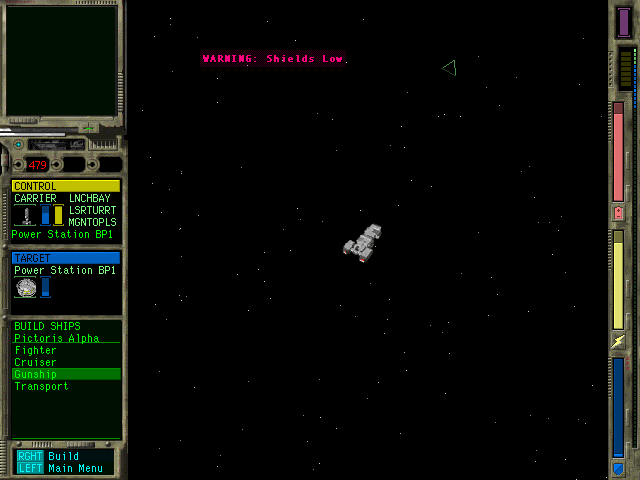 WARNING: Shields Low
479
CONTROL
CARRIER LNCHBAY
LSRTURRT
MGNTOPLS
Power Station BP1
TARGET
Power Station BP1
BUILD SHIPS
Pictoris Alpha
Fighter
Cruiser
Gunship
Transport
RGHT Build
LEFT Main Menu